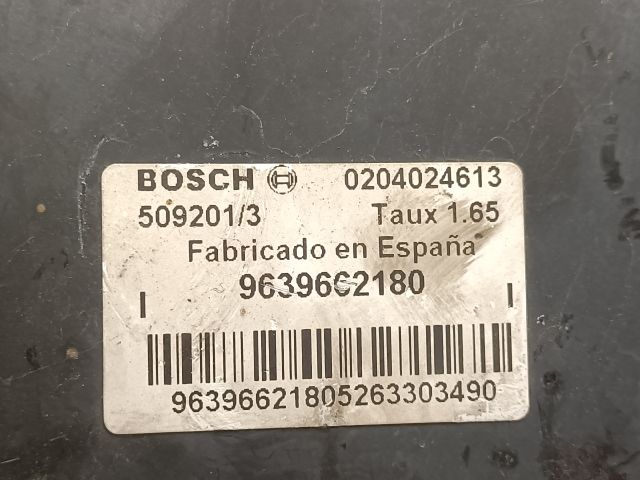 BOSCH 0204024613
509201/3 Taux 1.65
Fabricado en España
9639662180
I I
96396621805263303490